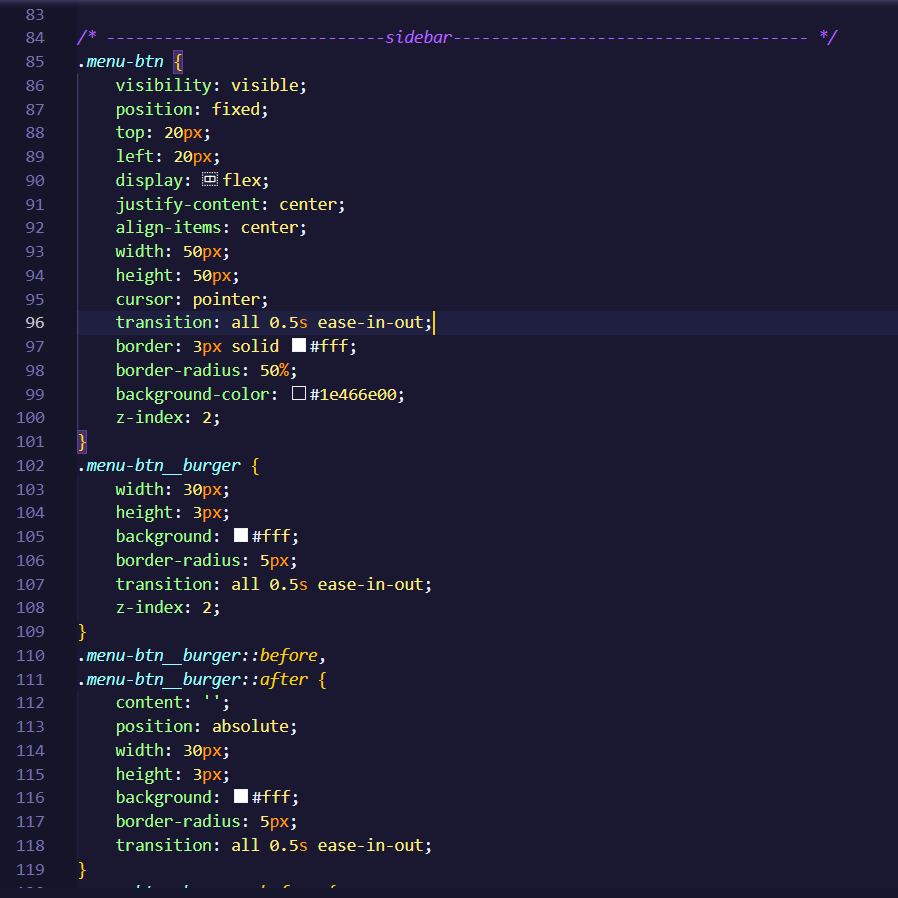 83
84 /* -----------------------------sidebar------------------------------------- */
85 .menu-btn {
86 visibility: visible;
87 position: fixed;
88 top: 20px;
89 left: 20px;
90 display: flex;
91 justify-content: center;
92 align-items: center;
93 width: 50px;
94 height: 50px;
95 cursor: pointer;
96 transition: all 0.5s ease-in-out;
97 border: 3px solid #fff;
98 border-radius: 50%;
99 background-color: #1e466e00;
100 z-index: 2;
101 }
102 .menu-btn__burger {
103 width: 30px;
104 height: 3px;
105 background: #fff;
106 border-radius: 5px;
107 transition: all 0.5s ease-in-out;
108 z-index: 2;
109 }
110 .menu-btn__burger::before,
111 .menu-btn__burger::after {
112 content: '';
113 position: absolute;
114 width: 30px;
115 height: 3px;
116 background: #fff;
117 border-radius: 5px;
118 transition: all 0.5s ease-in-out;
119 }